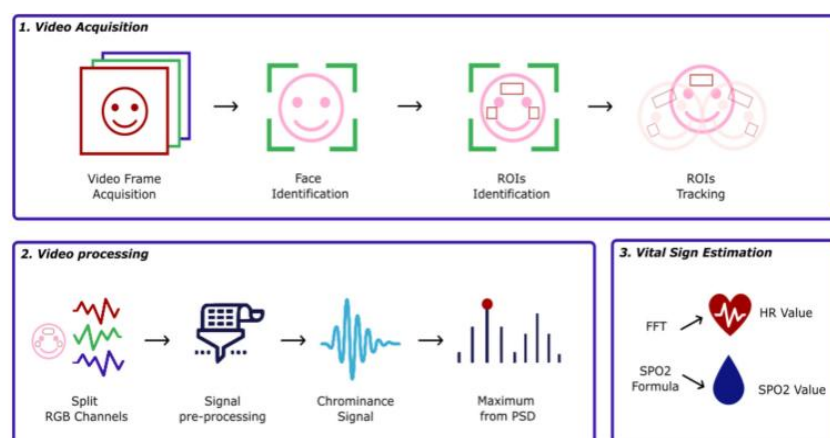 1. Video Acquisition
Video Frame
Acquisition
Face
Identification
ROIs
Identification
ROIs
Tracking
2. Video processing
Split
RGB Channels
Signal
pre-processing
Chrominance
Signal
Maximum
from PSD
3. Vital Sign Estimation
FFT
HR Value
SPO2
Formula
SPO2 Value